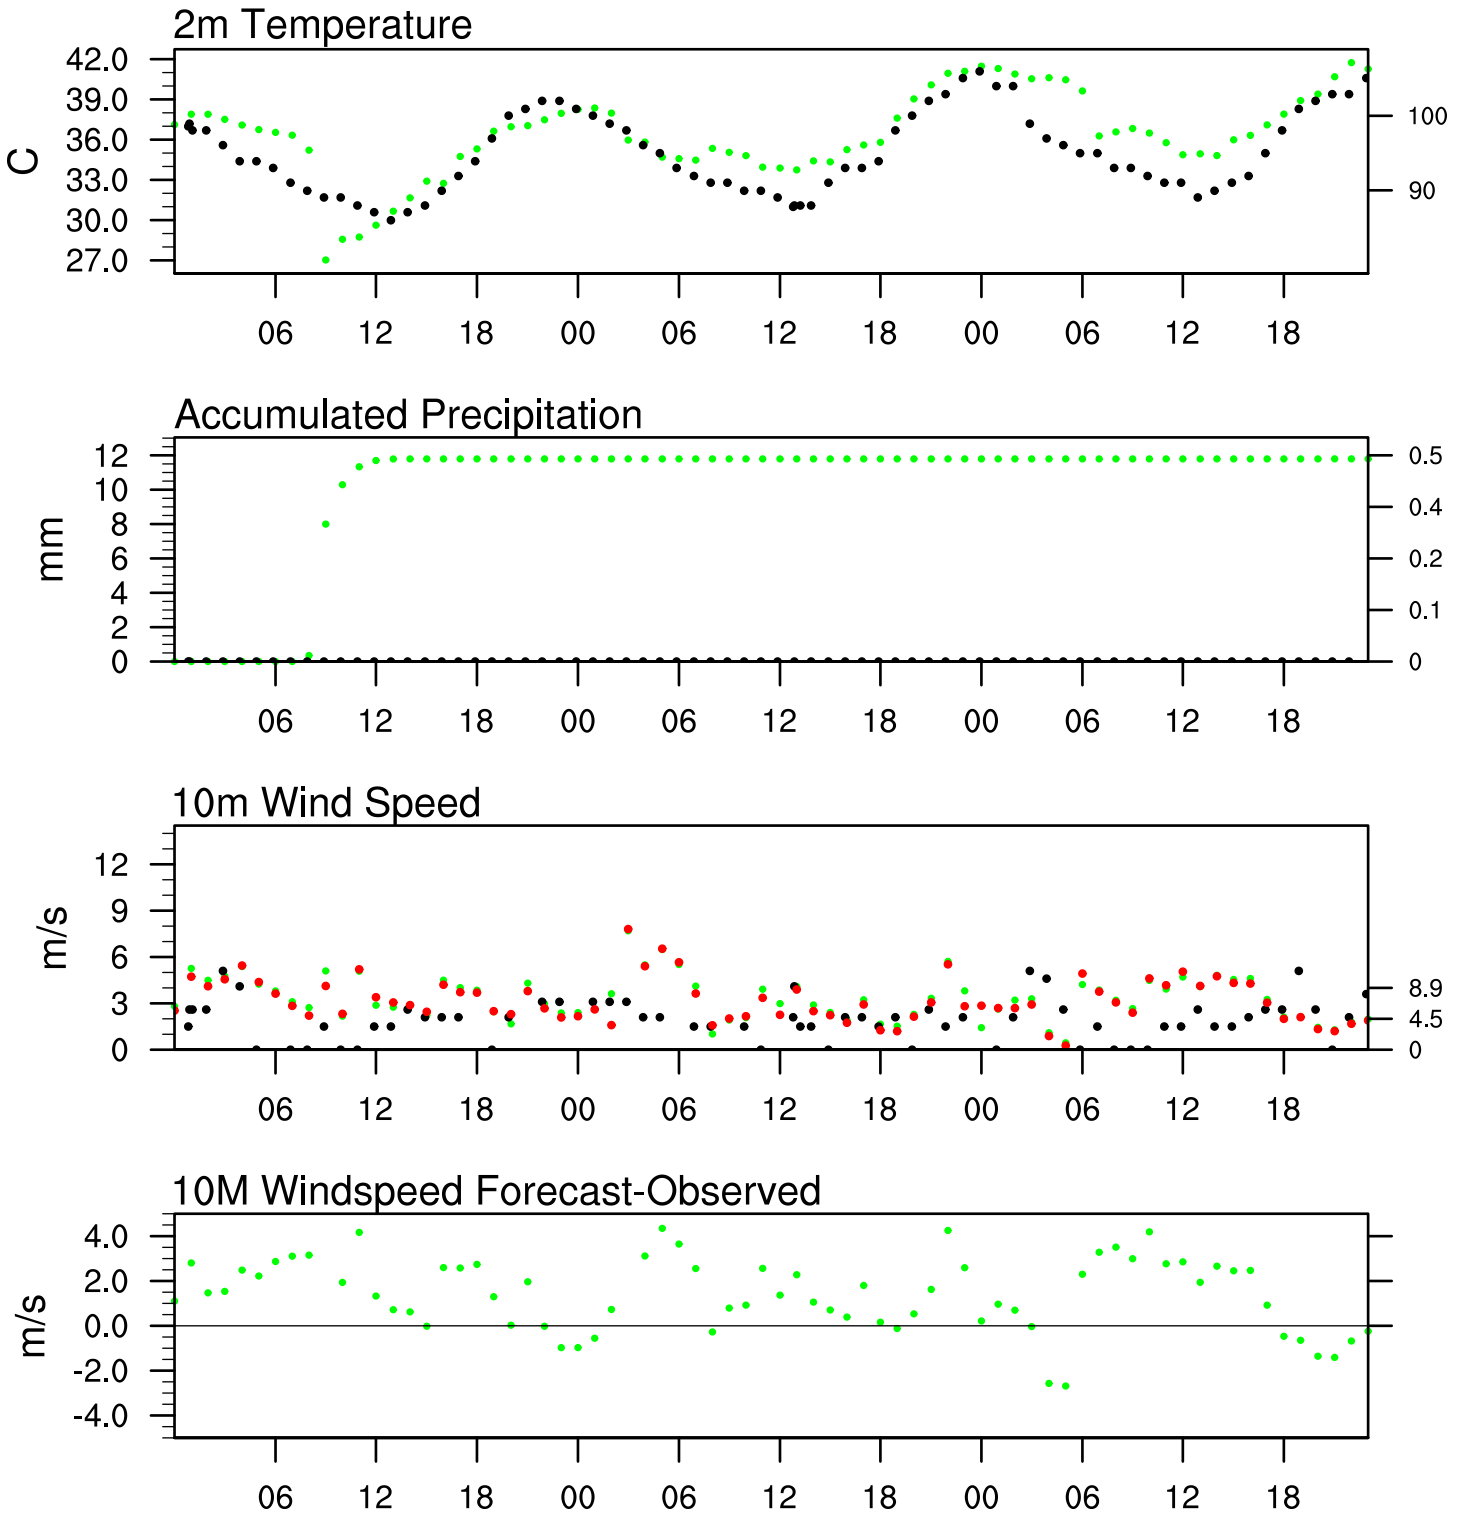 2m Temperature
42.0
39.0
36.0
33.0
30.0
27.0
C
100
90
06 12 18 00 06 12 18 00 06 12 18
Accumulated Precipitation
12
10
8
6
4
2
0
mm
0.5
0.4
0.2
0.1
0
06 12 18 00 06 12 18 00 06 12 18
10m Wind Speed
12
9
6
3
0
m/s
8.9
4.5
0
06 12 18 00 06 12 18 00 06 12 18
10M Windspeed Forecast-Observed
4.0
2.0
0.0
-2.0
-4.0
m/s
06 12 18 00 06 12 18 00 06 12 18